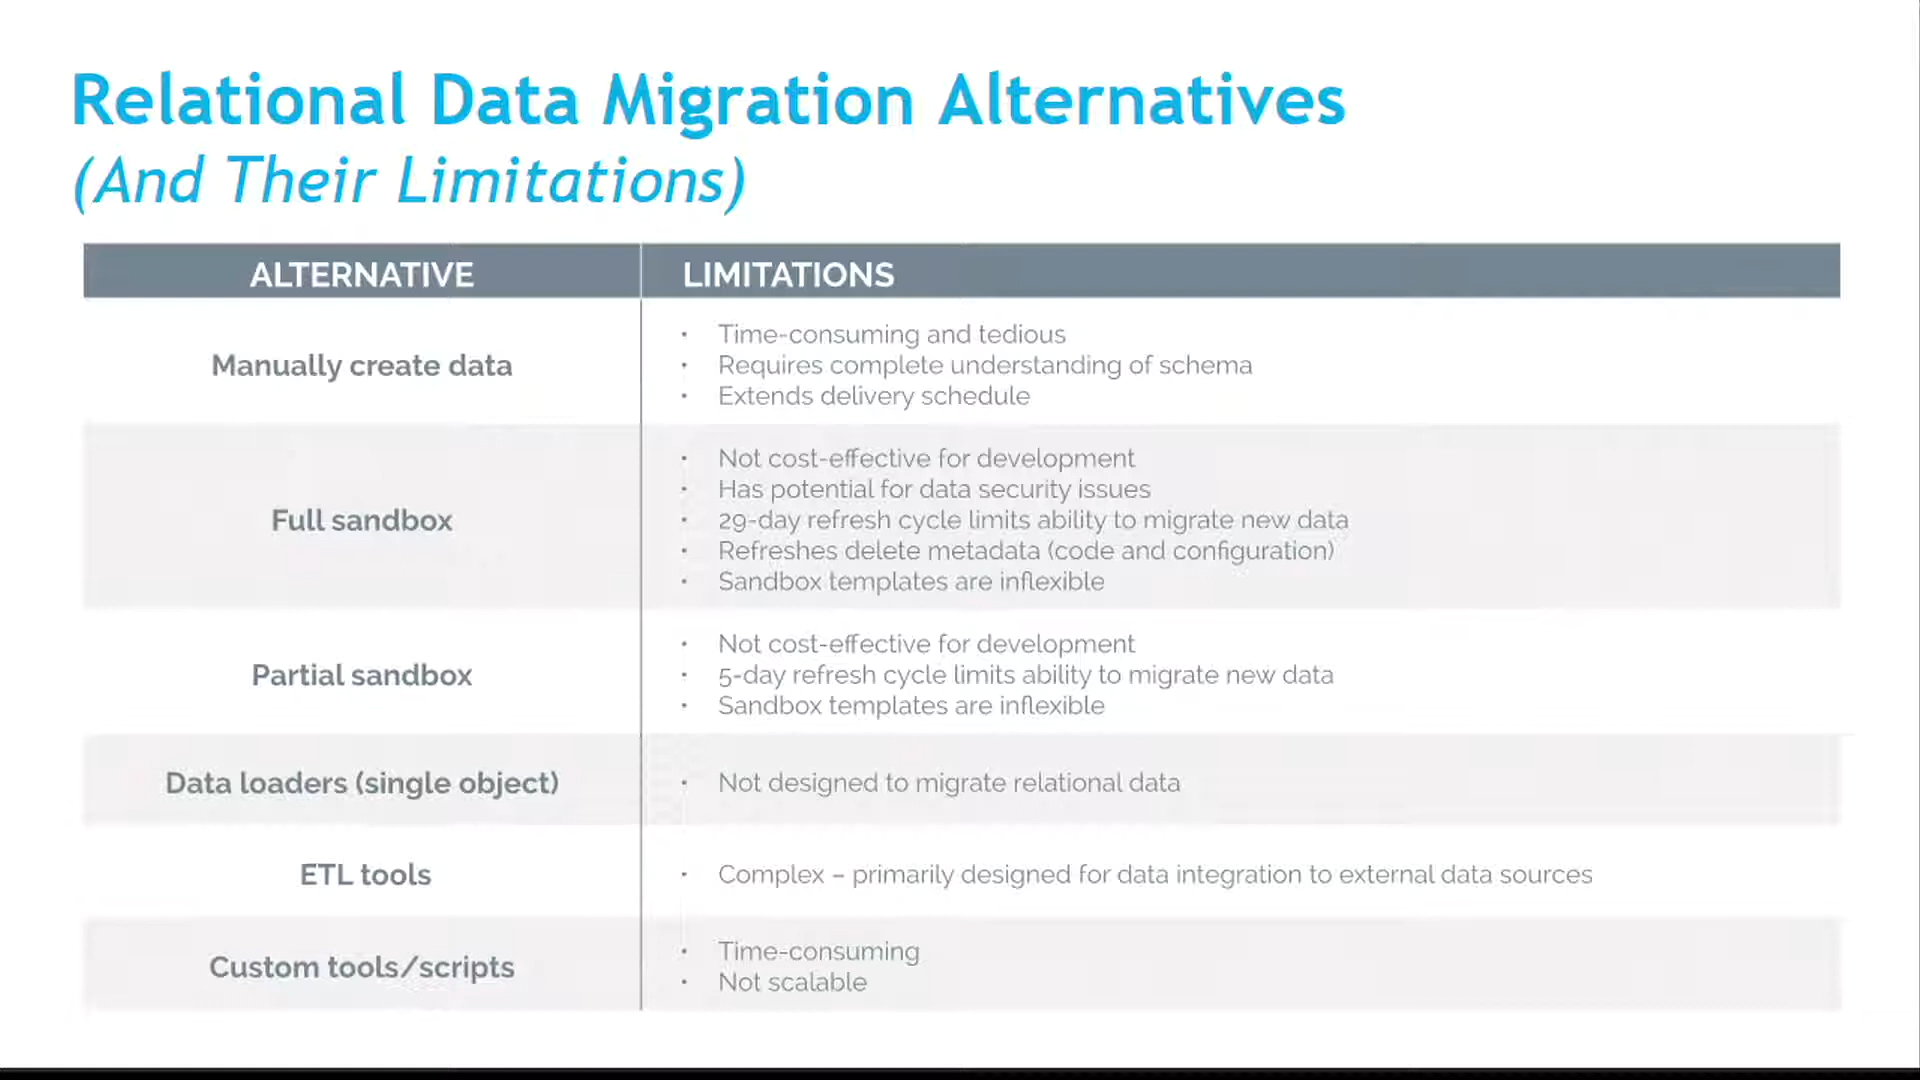 Relational Data Migration Alternatives
(And Their Limitations)
ALTERNATIVE
LIMITATIONS
Manually create data
• Time-consuming and tedious
• Requires complete understanding of schema
• Extends delivery schedule
Full sandbox
• Not cost-effective for development
• Has potential for data security issues
• 29-day refresh cycle limits ability to migrate new data
• Refreshes delete metadata (code and configuration)
• Sandbox templates are inflexible
Partial sandbox
• Not cost-effective for development
• 5-day refresh cycle limits ability to migrate new data
• Sandbox templates are inflexible
Data loaders (single object)
• Not designed to migrate relational data
ETL tools
• Complex – primarily designed for data integration to external data sources
Custom tools/scripts
• Time-consuming
• Not scalable